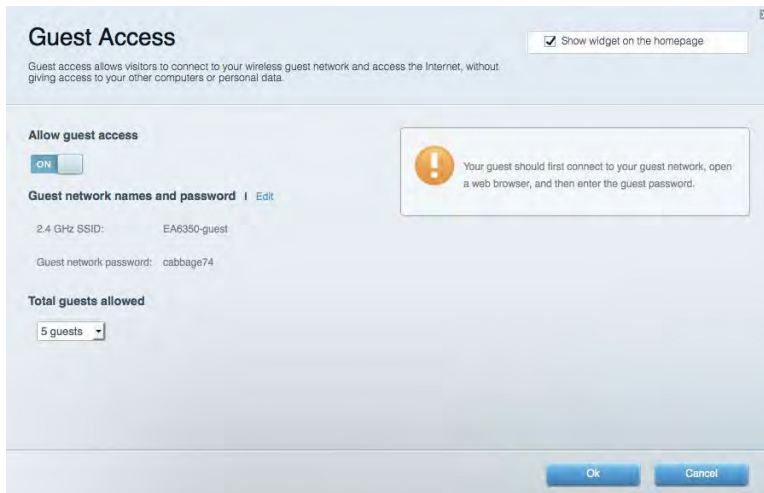 Guest Access
Show widget on the homepage
Guest access allows visitors to connect to your wireless guest network and access the Internet, without
giving access to your other computers or personal data.
Allow guest access
ON
Your guest should first connect to your guest network, open
a web browser, and then enter the guest password.
Guest network names and password | Edit
2.4 GHz SSID: EA6350-guest
Guest network password: cabbage74
Total guests allowed
5 guests
Ok
Cancel